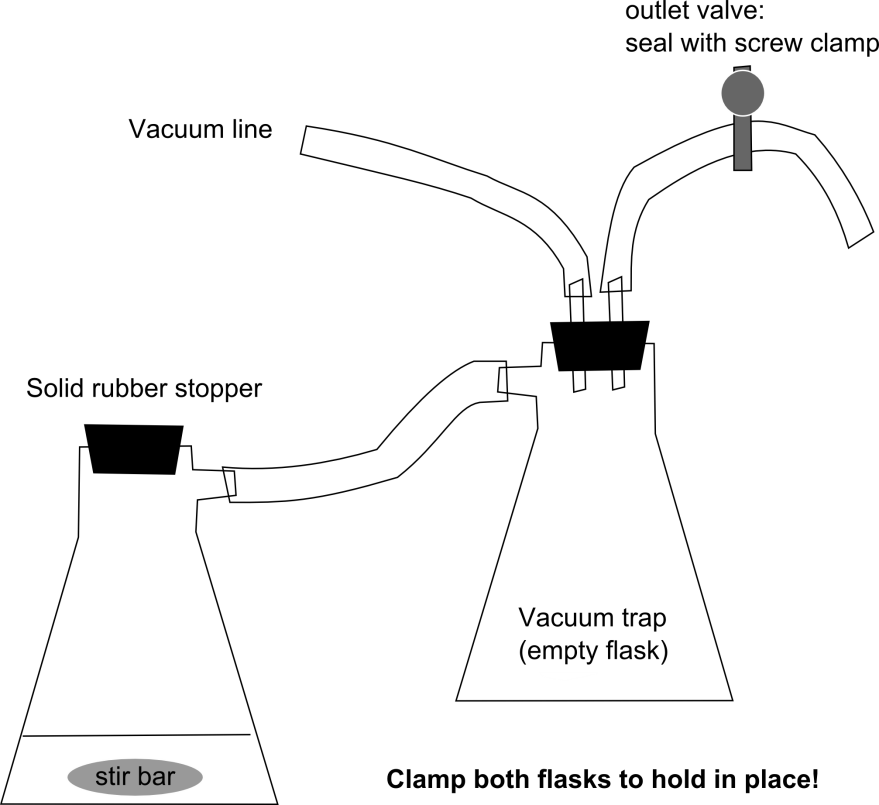 outlet valve:
seal with screw clamp
Vacuum line
Solid rubber stopper
Vacuum trap
(empty flask)
stir bar
Clamp both flasks to hold in place!